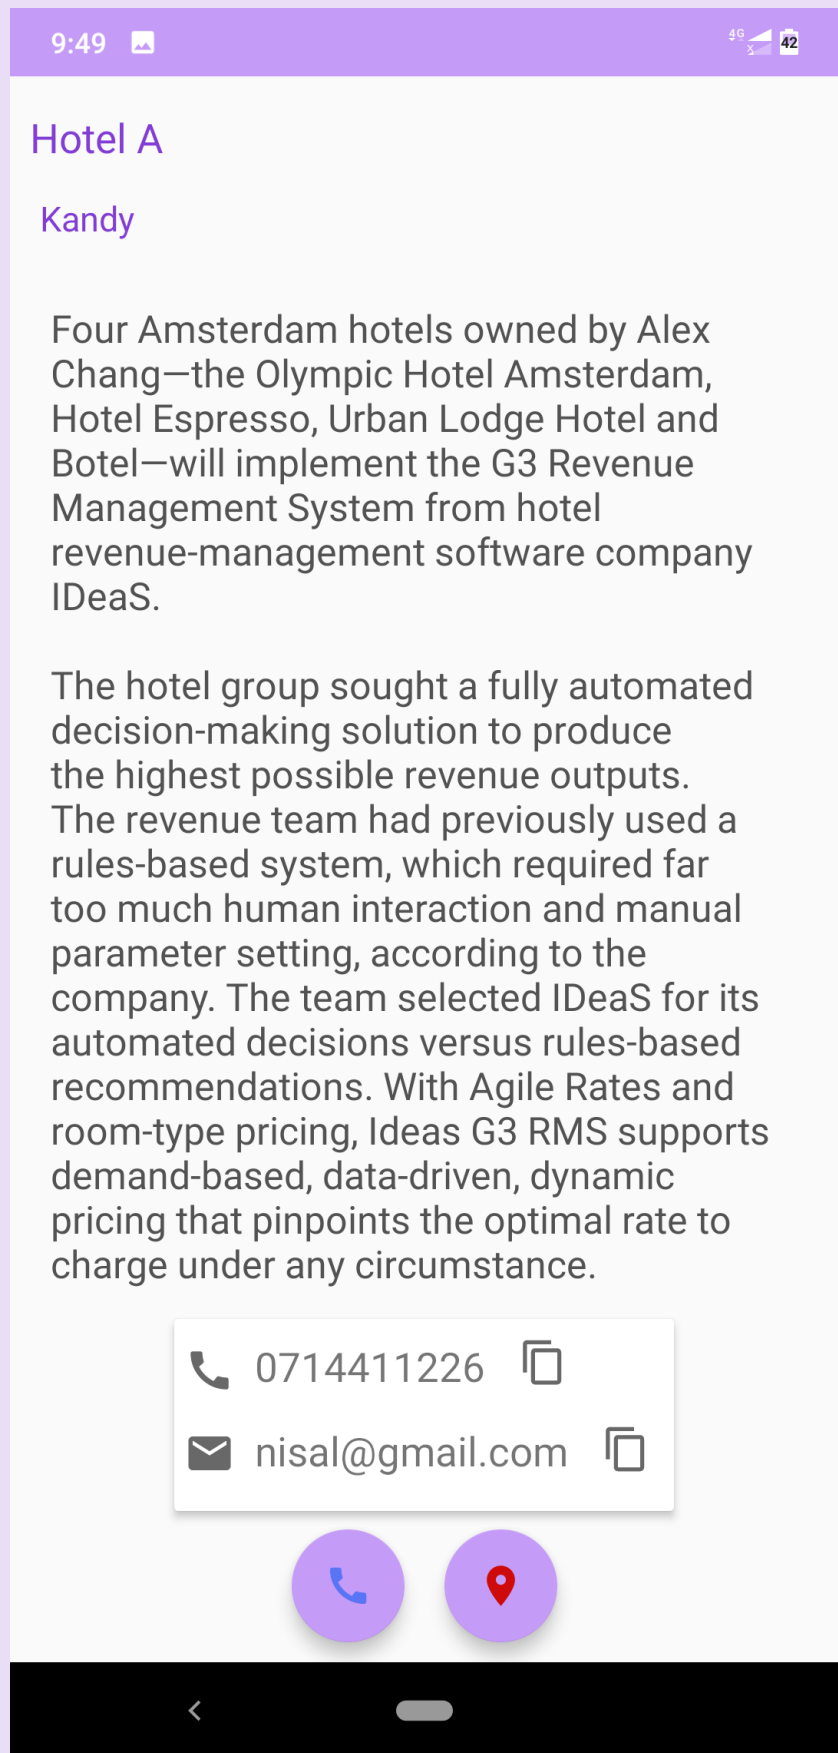 9:49
4G
x
42
Hotel A
Kandy
Four Amsterdam hotels owned by Alex
Chang—the Olympic Hotel Amsterdam,
Hotel Espresso, Urban Lodge Hotel and
Botel—will implement the G3 Revenue
Management System from hotel
revenue-management software company
IDeaS.
The hotel group sought a fully automated
decision-making solution to produce
the highest possible revenue outputs.
The revenue team had previously used a
rules-based system, which required far
too much human interaction and manual
parameter setting, according to the
company. The team selected IDeaS for its
automated decisions versus rules-based
recommendations. With Agile Rates and
room-type pricing, Ideas G3 RMS supports
demand-based, data-driven, dynamic
pricing that pinpoints the optimal rate to
charge under any circumstance.
0714411226
nisal@gmail.com